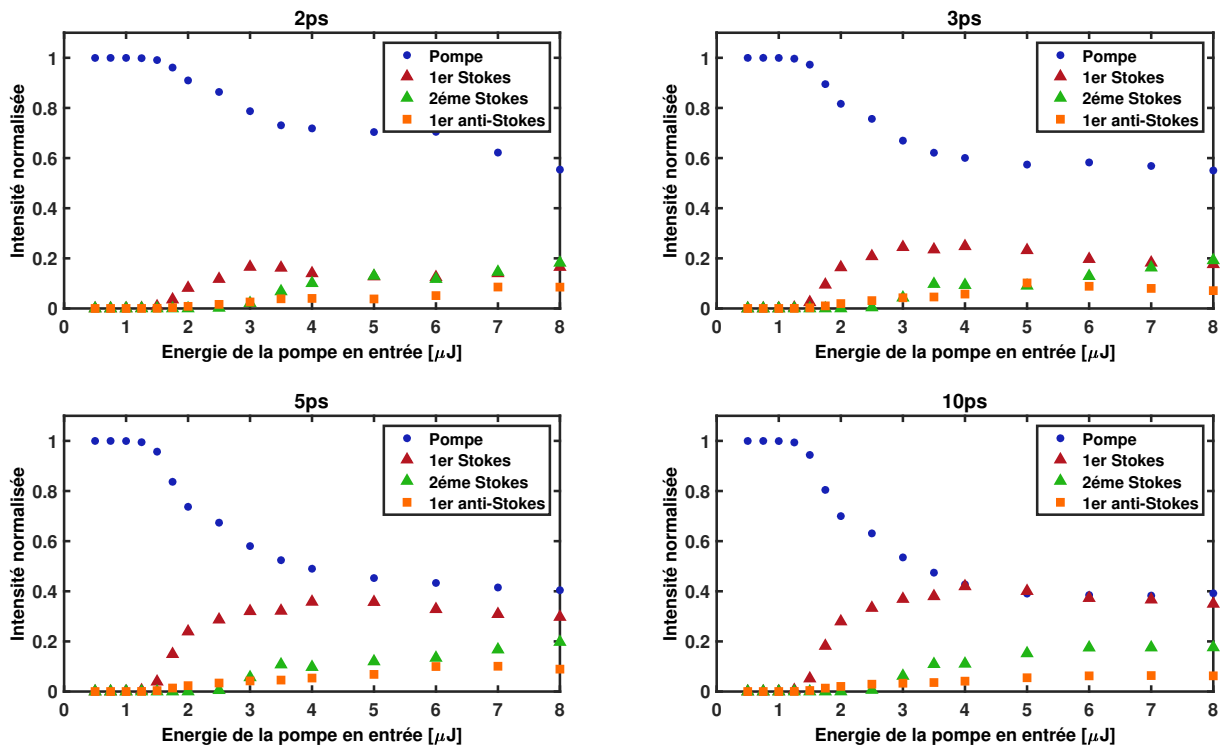 2ps
Intensité normalisée
1
0.8
0.6
0.4
0.2
0
Pompe
1er Stokes
2éme Stokes
1er anti-Stokes
0 1 2 3 4 5 6 7 8
Energie de la pompe en entrée [μJ]
3ps
Intensité normalisée
1
0.8
0.6
0.4
0.2
0
Pompe
1er Stokes
2éme Stokes
1er anti-Stokes
0 1 2 3 4 5 6 7 8
Energie de la pompe en entrée [μJ]
5ps
Intensité normalisée
1
0.8
0.6
0.4
0.2
0
Pompe
1er Stokes
2éme Stokes
1er anti-Stokes
0 1 2 3 4 5 6 7 8
Energie de la pompe en entrée [μJ]
10ps
Intensité normalisée
1
0.8
0.6
0.4
0.2
0
Pompe
1er Stokes
2éme Stokes
1er anti-Stokes
0 1 2 3 4 5 6 7 8
Energie de la pompe en entrée [μJ]